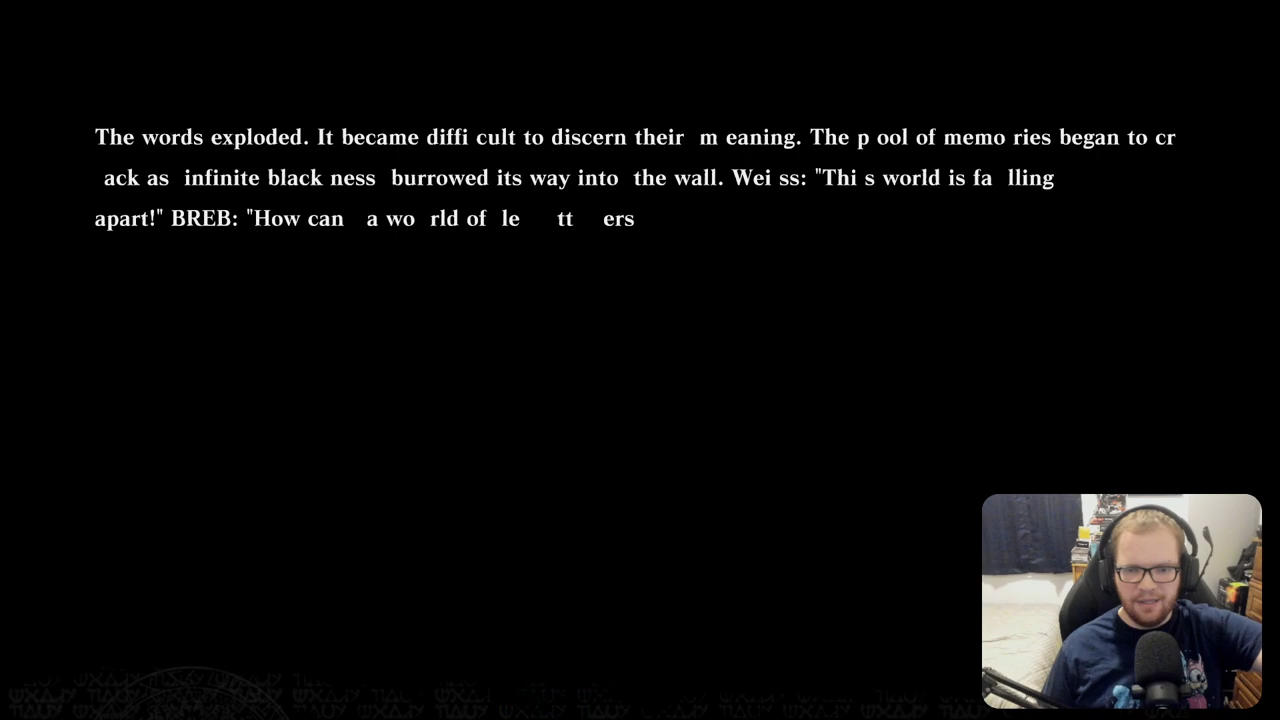 The words exploded. It became diffi cult to discern their  m eaning. The p ool of memo ries began to cr
ack as  infinite black ness  burrowed its way into  the wall. Wei ss: "Thi s world is fa  lling
apart!" BREB: "How can   a wo  rld of  le     tt    ers